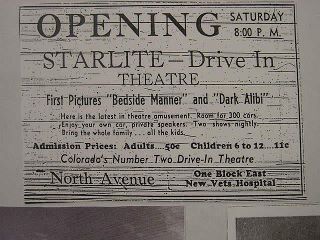 OPENING SATURDAY
8:00 P. M.
STARLITE - Drive In
THEATRE
First Pictures "Bedside Manner" and "Dark Alibi"
Here is the latest in theatre amusement. Room for 300 cars.
Enjoy your own car, private speakers. Two shows nightly.
Bring the whole family ... all the kids.
Admission Prices: Adults....50c Children 6 to 12...11c
Colorado's Number Two Drive-In Theatre
North Avenue
One Block East
New Vets Hospital